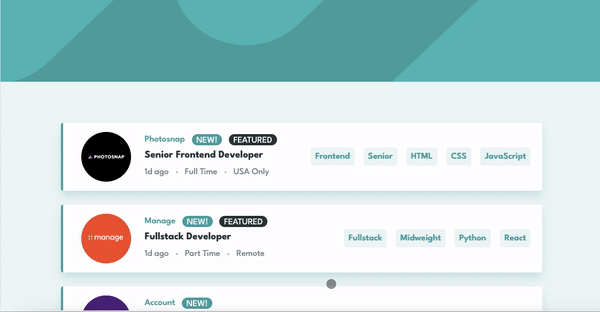 Photosnap NEW! FEATURED
PHOTOSNAP
Senior Frontend Developer
Frontend Senior HTML CSS JavaScript
1d ago · Full Time · USA Only
Manage NEW! FEATURED
manage
Fullstack Developer
Fullstack Midweight Python React
1d ago · Part Time · Remote
Account NEW!